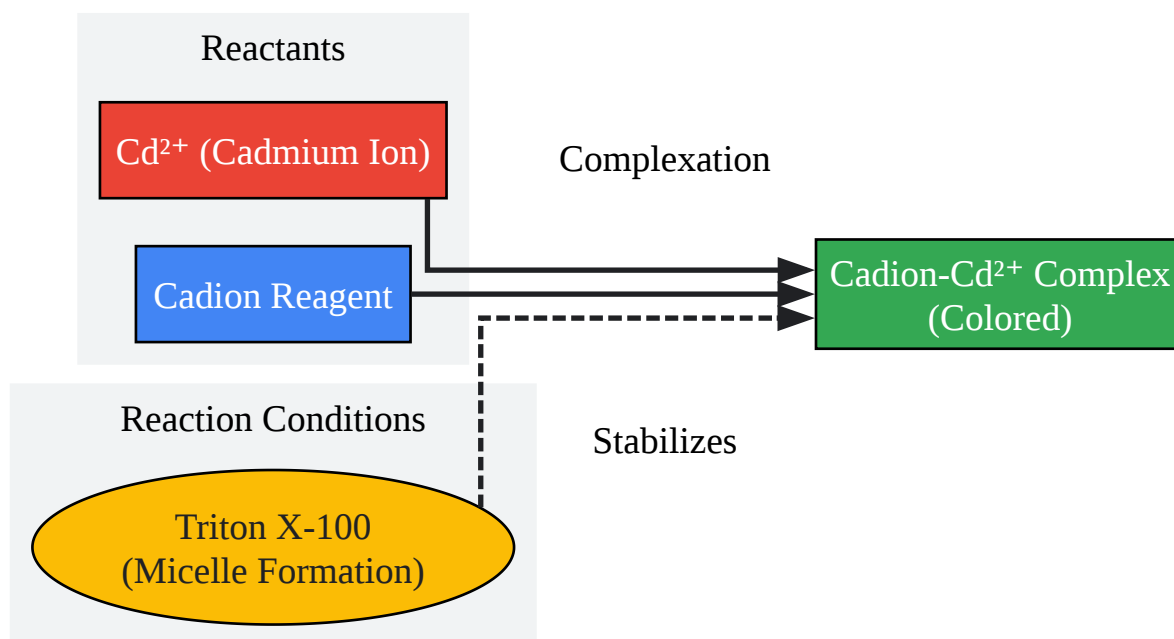 Reactants
Cd²⁺ (Cadmium Ion)
Complexation
Cadion Reagent
Cadion-Cd²⁺ Complex
(Colored)
Reaction Conditions
Stabilizes
Triton X-100
(Micelle Formation)